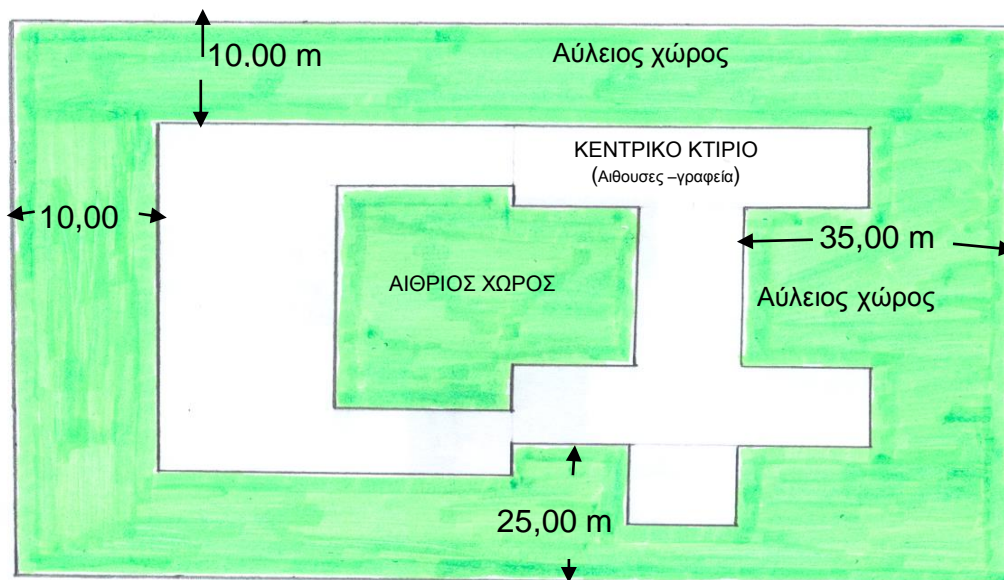 10,00 m
Αύλειος χώρος
ΚΕΝΤΡΙΚΟ ΚΤΙΡΙΟ
(Αιθουσες –γραφεία)
10,00
35,00 m
ΑΙΘΡΙΟΣ ΧΩΡΟΣ
Αύλειος χώρος
25,00 m